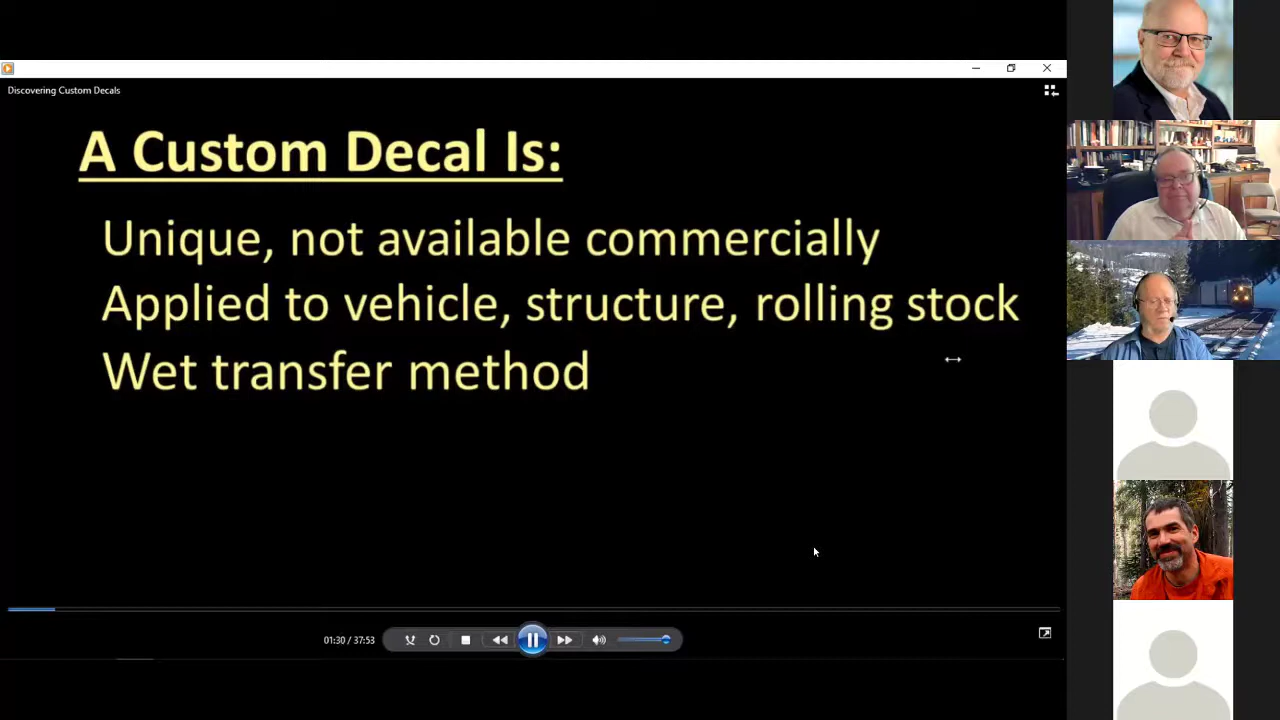 Discovering Custom Decals
A Custom Decal Is:
Unique, not available commercially
Applied to vehicle, structure, rolling stock
Wet transfer method
01:30 / 37:53